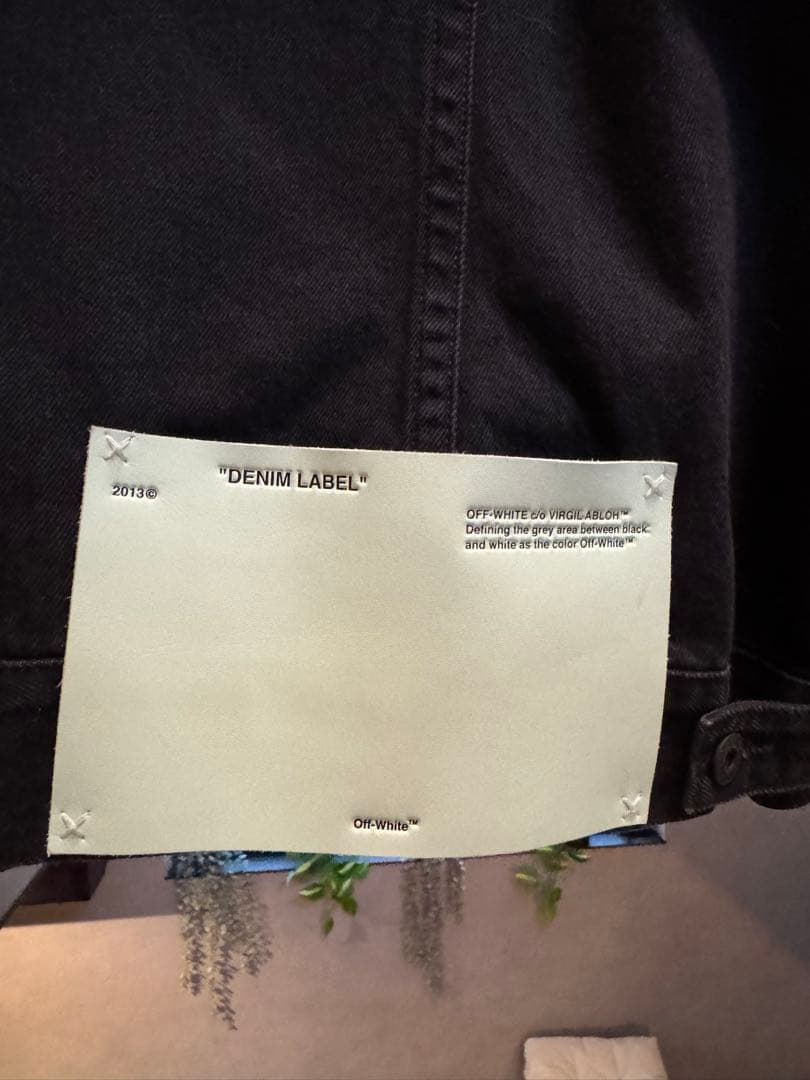 "DENIM LABEL"
2013©
OFF-WHITE c/o VIRGIL ABLOH™
Defining the grey area between black
and white as the color Off-White™
Off-White™